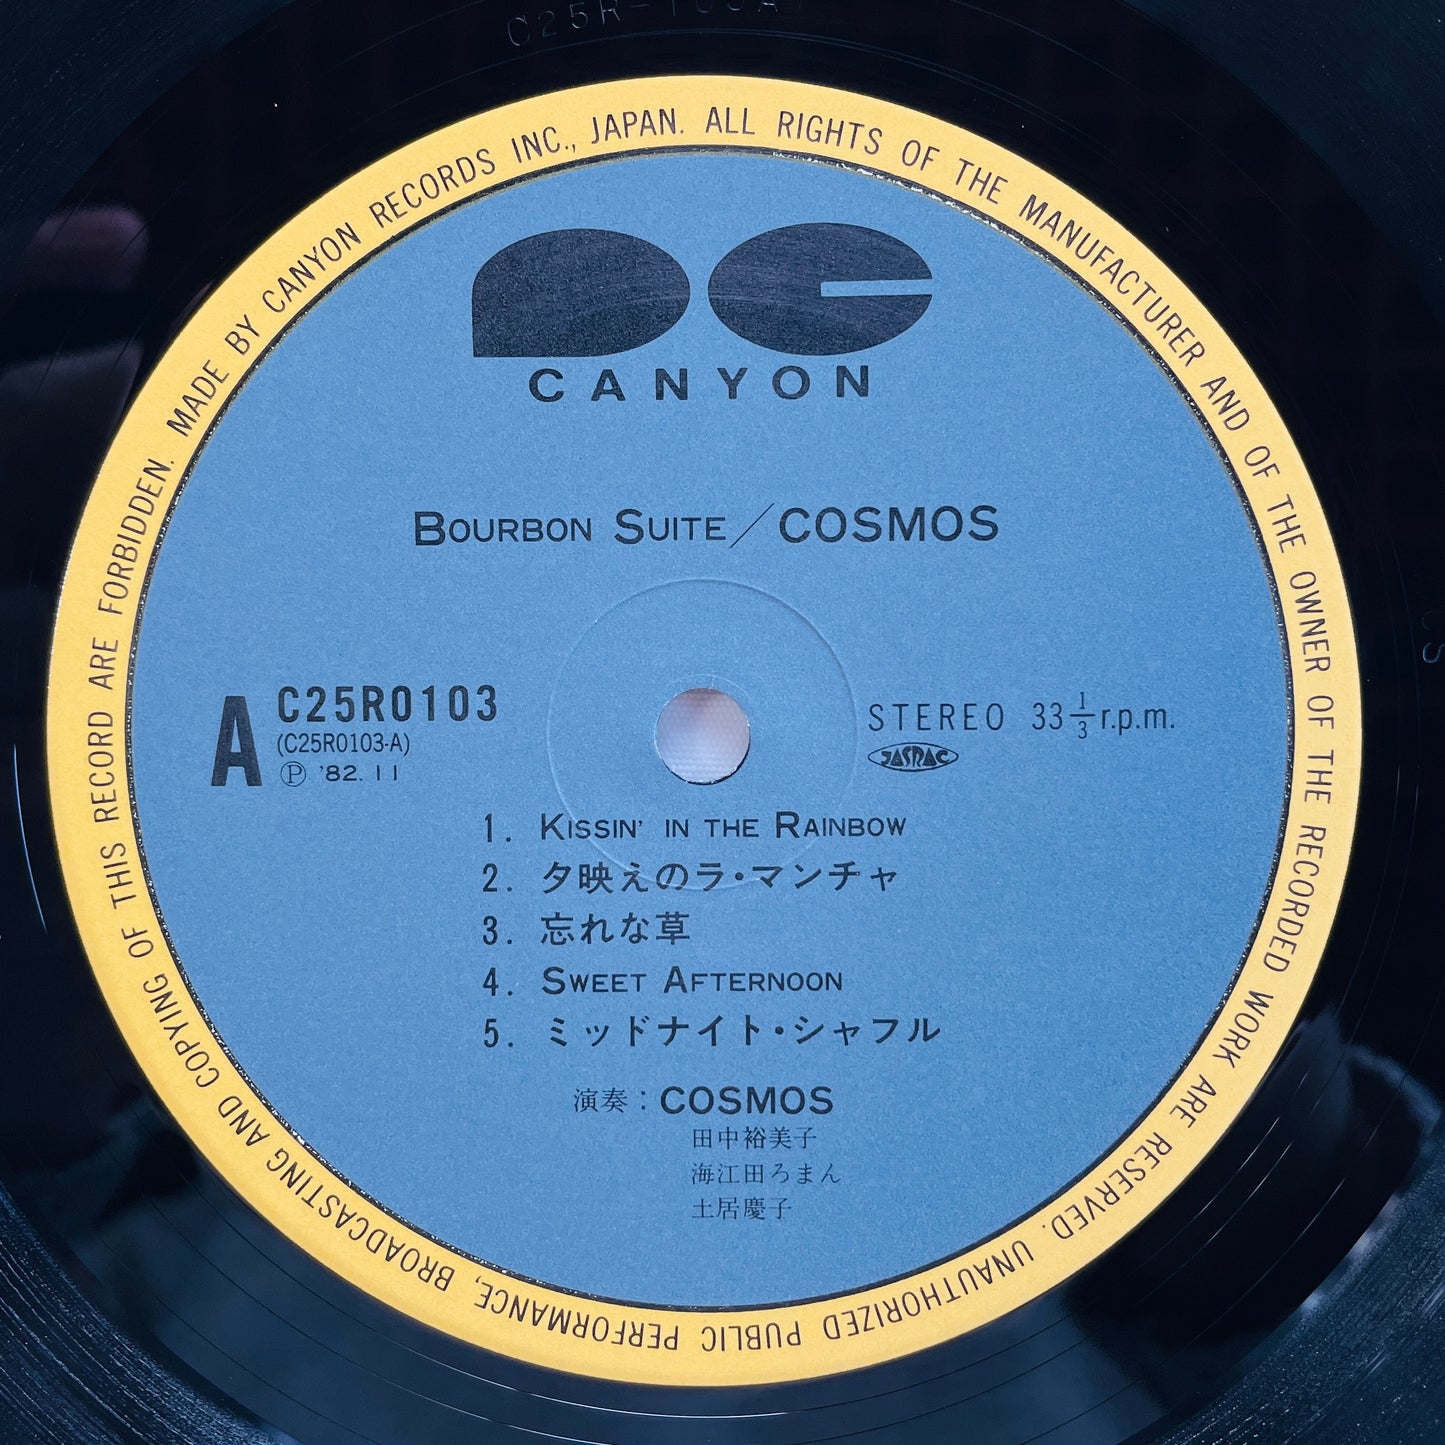 MADE BY CANYON RECORDS INC., JAPAN. ALL RIGHTS OF THE MANUFACTURER AND OF THE OWNER OF THE RECORDED WORK ARE RESERVED. UNAUTHORIZED PUBLIC PERFORMANCE, BROADCASTING AND COPYING OF THIS RECORD ARE FORBIDDEN.
CANYON
BOURBON SUITE/COSMOS
A
C25R0103
(C25R0103-A)
Ⓟ '82. 11
STEREO 33 1/3 r.p.m.
JASRAC
1. KISSIN' IN THE RAINBOW
2. 夕映えのラ・マンチャ
3. 忘れな草
4. SWEET AFTERNOON
5. ミッドナイト・シャフル
演奏：COSMOS
田中裕美子
海江田ろまん
土居慶子